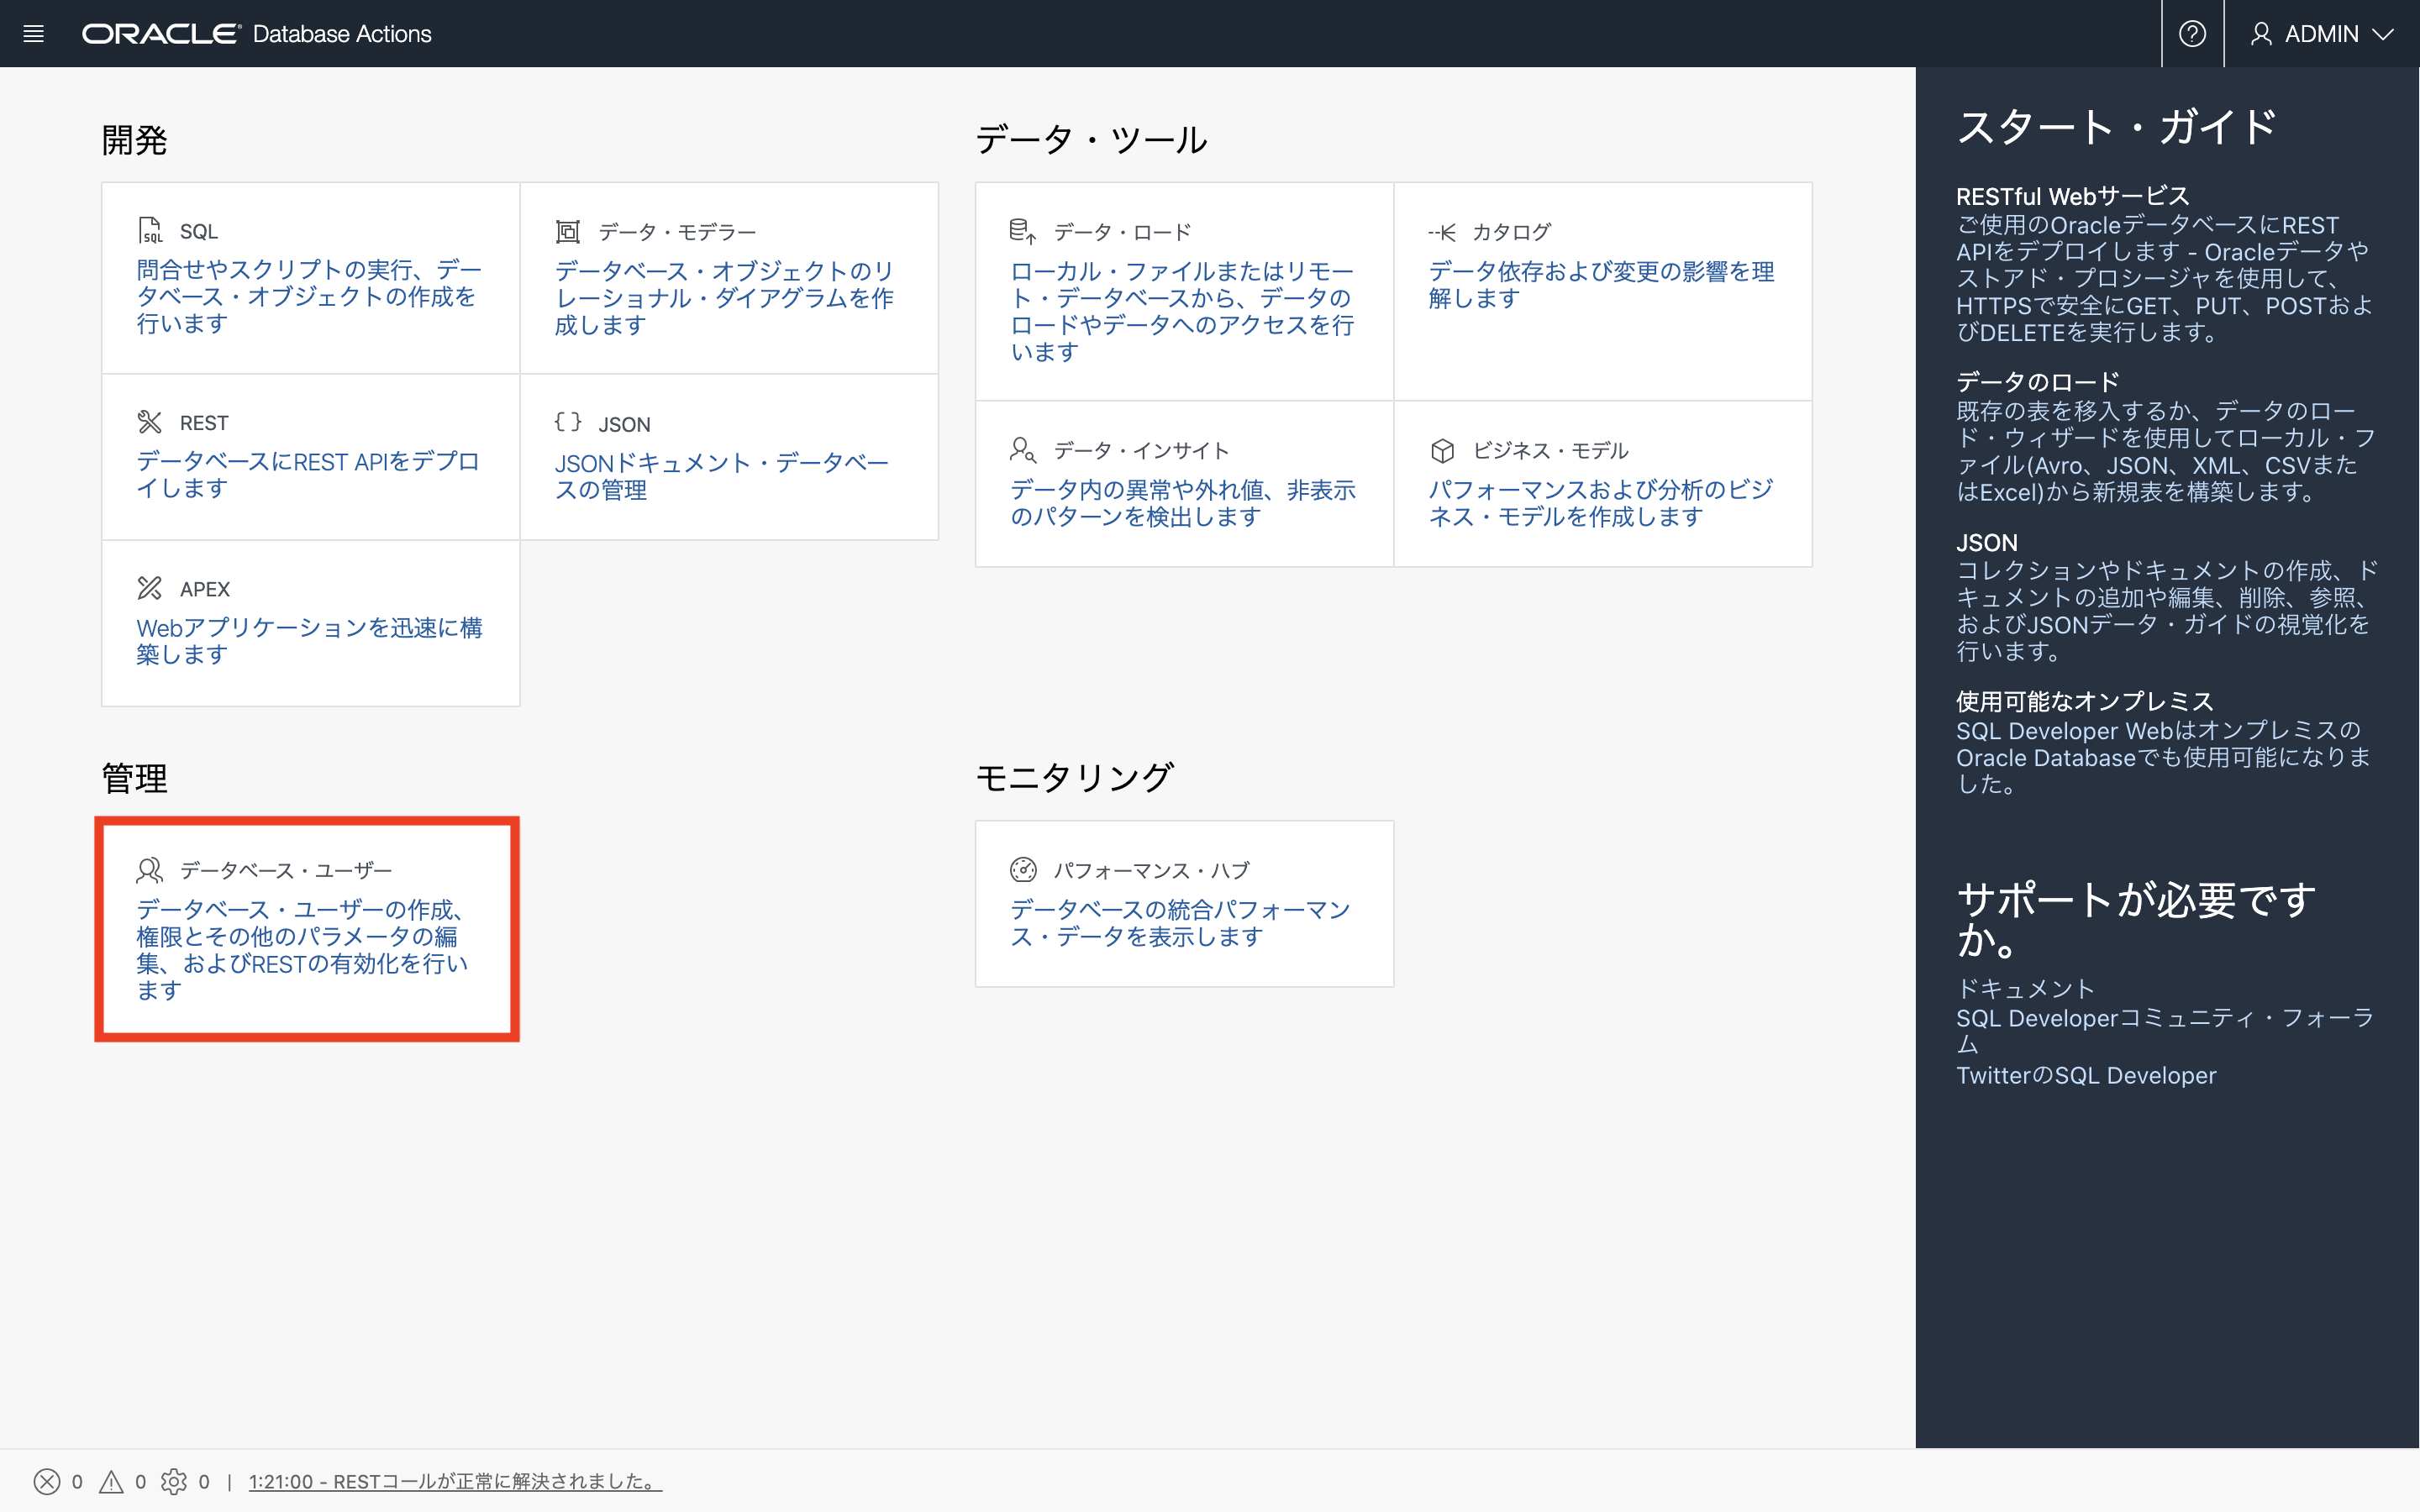 ORACLE Database Actions
ADMIN
開発
SQL
問合せやスクリプトの実行、デー
タベース・オブジェクトの作成を
行います
データ・モデラー
データベース・オブジェクトのリ
レーショナル・ダイアグラムを作
成します
REST
データベースにREST APIをデプロ
イします
JSON
JSONドキュメント・データベー
スの管理
APEX
Webアプリケーションを迅速に構
築します
データ・ツール
データ・ロード
ローカル・ファイルまたはリモー
ト・データベースから、データの
ロードやデータへのアクセスを行
います
カタログ
データ依存および変更の影響を理
解します
データ・インサイト
データ内の異常や外れ値、非表示
のパターンを検出します
ビジネス・モデル
パフォーマンスおよび分析のビジ
ネス・モデルを作成します
管理
データベース・ユーザー
データベース・ユーザーの作成、
権限とその他のパラメータの編
集、およびRESTの有効化を行い
ます
モニタリング
パフォーマンス・ハブ
データベースの統合パフォーマン
ス・データを表示します
スタート・ガイド
RESTful Webサービス
ご使用のOracleデータベースにREST
APIをデプロイします - Oracleデータや
ストアド・プロシージャを使用して、
HTTPSで安全にGET、PUT、POSTおよ
びDELETEを実行します。
データのロード
既存の表を移入するか、データのロー
ド・ウィザードを使用してローカル・フ
ァイル(Avro、JSON、XML、CSVまた
はExcel)から新規表を構築します。
JSON
コレクションやドキュメントの作成、ド
キュメントの追加や編集、削除、参照、
およびJSONデータ・ガイドの視覚化を
行います。
使用可能なオンプレミス
SQL Developer Webはオンプレミスの
Oracle Databaseでも使用可能になりま
した。
サポートが必要です
か。
ドキュメント
SQL Developerコミュニティ・フォーラ
ム
TwitterのSQL Developer
0 0 0 | 1:21:00 - RESTコールが正常に解決されました。